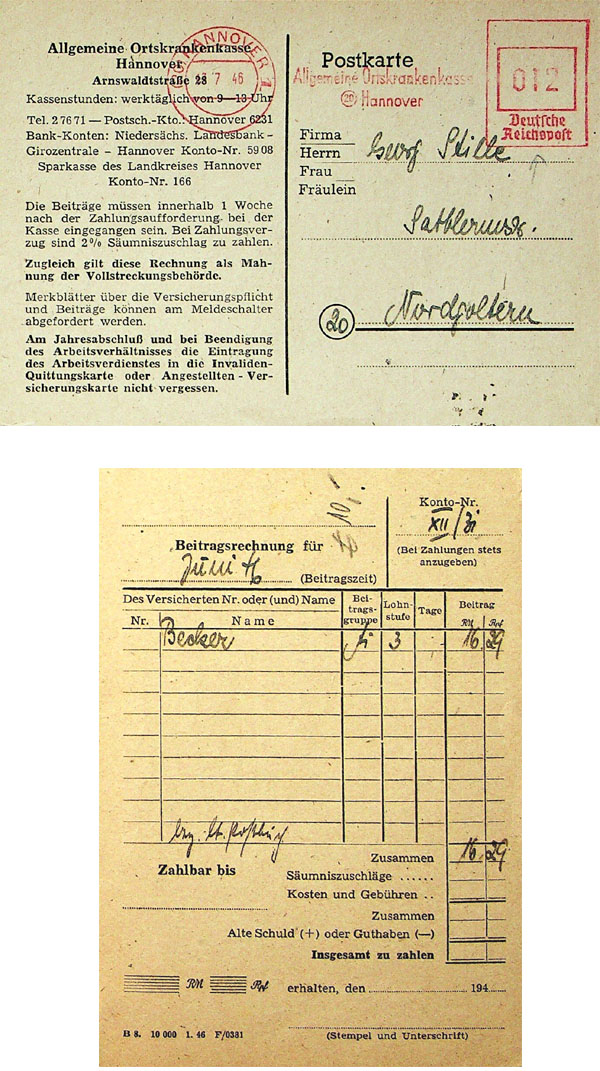 Allgemeine Ortskrankenkasse
Hannover
Arnswaldtstraße 28
Kassenstunden: werktäglich von 9—13 Uhr
Tel. 2 76 71 — Postsch.-Kto.: Hannover 6231
Bank-Konten: Niedersächs. Landesbank -
Girozentrale - Hannover Konto-Nr. 59 08
Sparkasse des Landkreises Hannover
Konto-Nr. 166
Die Beiträge müssen innerhalb 1 Woche
nach der Zahlungsaufforderung bei der
Kasse eingegangen sein. Bei Zahlungsver-
zug sind 2% Säumniszuschlag zu zahlen.
Zugleich gilt diese Rechnung als Mah-
nung der Vollstreckungsbehörde.
Merkblätter über die Versicherungspflicht
und Beiträge können am Meldeschalter
abgefordert werden.
Am Jahresabschluß und bei Beendigung
des Arbeitsverhältnisses die Eintragung
des Arbeitsverdienstes in die Invaliden-
Quittungskarte oder Angestellten - Ver-
sicherungskarte nicht vergessen.
HANNOVER
7 46
Postkarte
Allgemeine Ortskrankenkasse
(20) Hannover
012
Deutsche
Reichspost
Firma
Herrn Georg Stille
Frau
Fräulein
Sattlermstr.
20 Nordgoltern
10,-
Konto-Nr.
XII/
Beitragsrechnung für
(Bei Zahlungen stets
anzugeben)
Juni 46 (Beitragszeit)
Des Versicherten Nr. oder (und) Name
Bei-
trags-
gruppe
Lohn-
stufe
Tage
Beitrag
Nr. Name RM Rpf
Becker 3 16 29
Zusammen 16 29
Zahlbar bis
Säumniszuschläge ......
Kosten und Gebühren ..
Zusammen
Alte Schuld (+) oder Guthaben (—)
Insgesamt zu zahlen
RM Rpf erhalten, den 194
B 8. 10 000 1. 46 F/0381
(Stempel und Unterschrift)